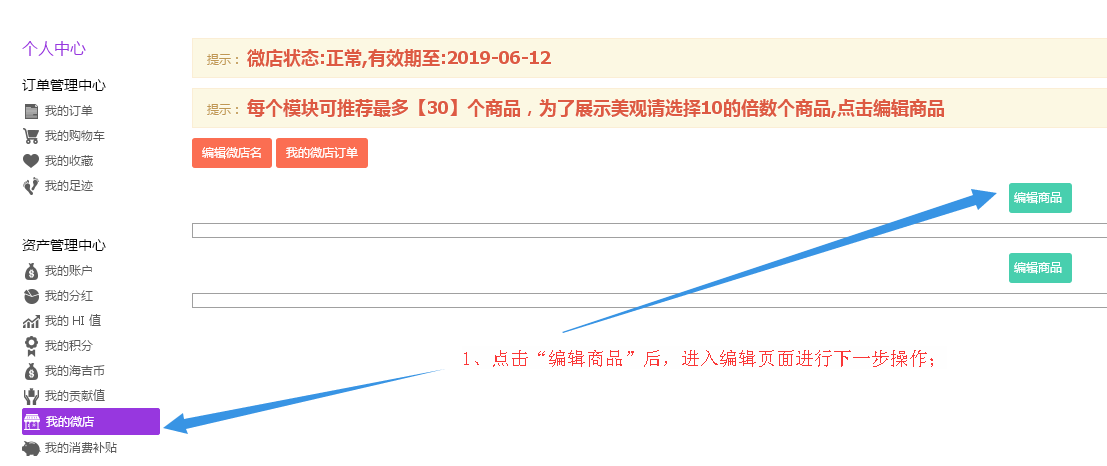 个人中心
订单管理中心
我的订单
我的购物车
我的收藏
我的足迹
资产管理中心
我的账户
我的分红
我的 HI 值
我的积分
我的海吉币
我的贡献值
我的微店
我的消费补贴
提示： 微店状态:正常,有效期至:2019-06-12
提示： 每个模块可推荐最多【30】个商品，为了展示美观请选择10的倍数个商品,点击编辑商品
编辑微店名 我的微店订单
编辑商品
编辑商品
1、点击“编辑商品”后，进入编辑页面进行下一步操作；